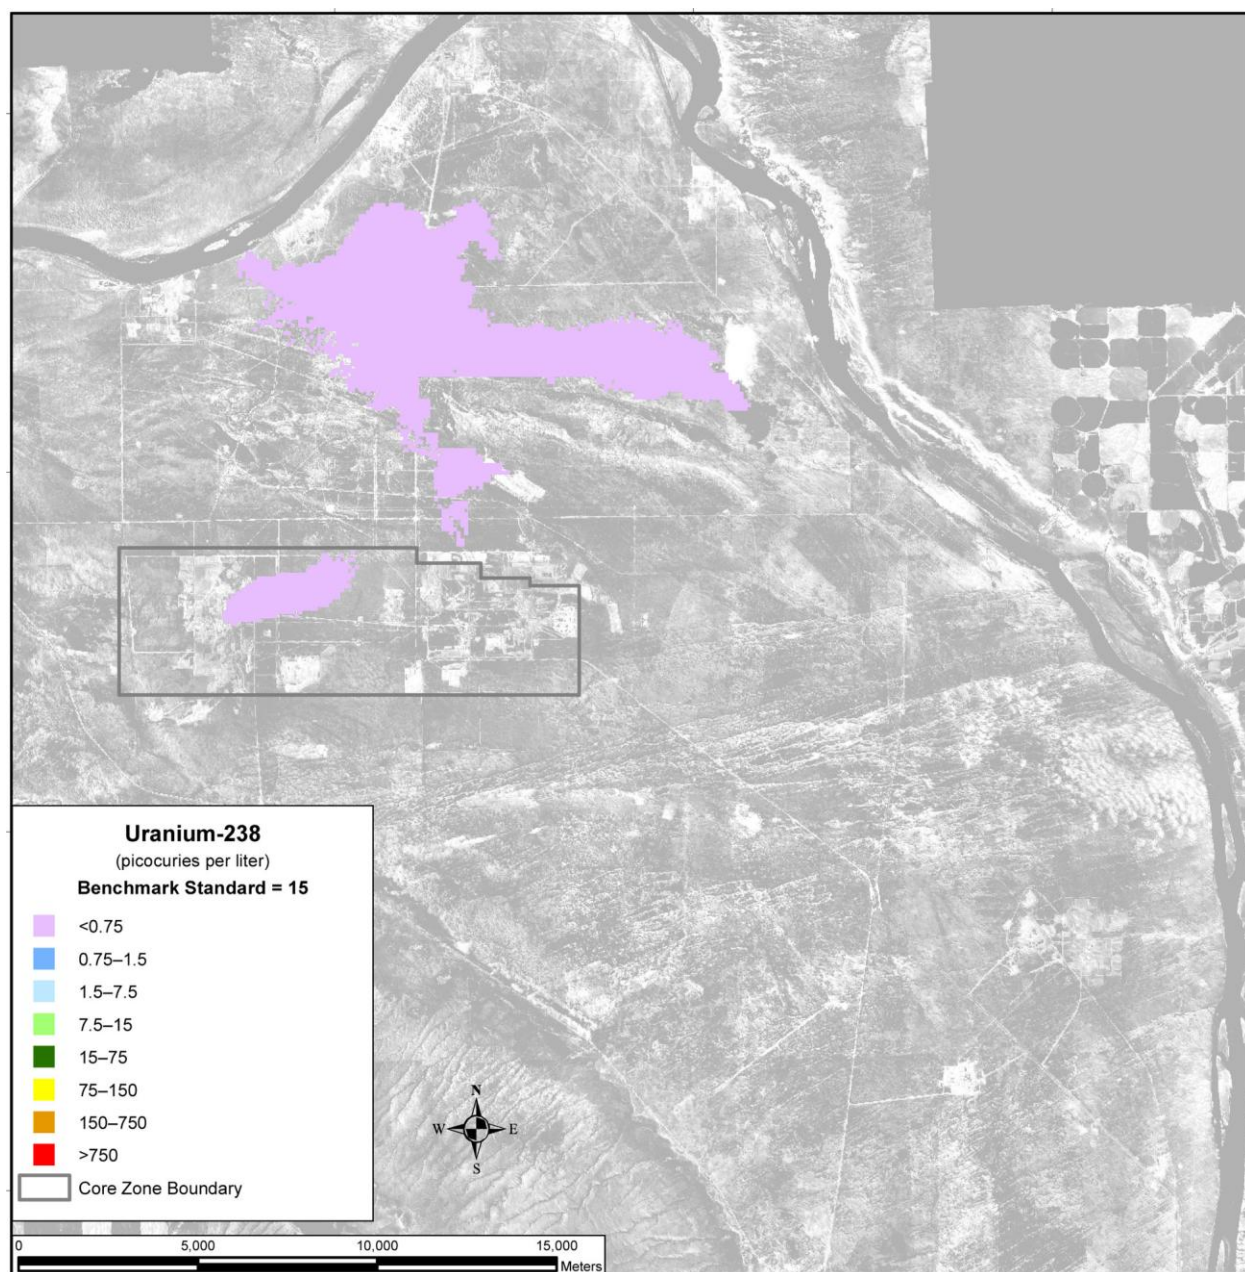 Uranium-238
(picocuries per liter)
Benchmark Standard = 15
<0.75
0.75–1.5
1.5–7.5
7.5–15
15–75
75–150
150–750
>750
Core Zone Boundary
N
W E
S
0 5,000 10,000 15,000
Meters